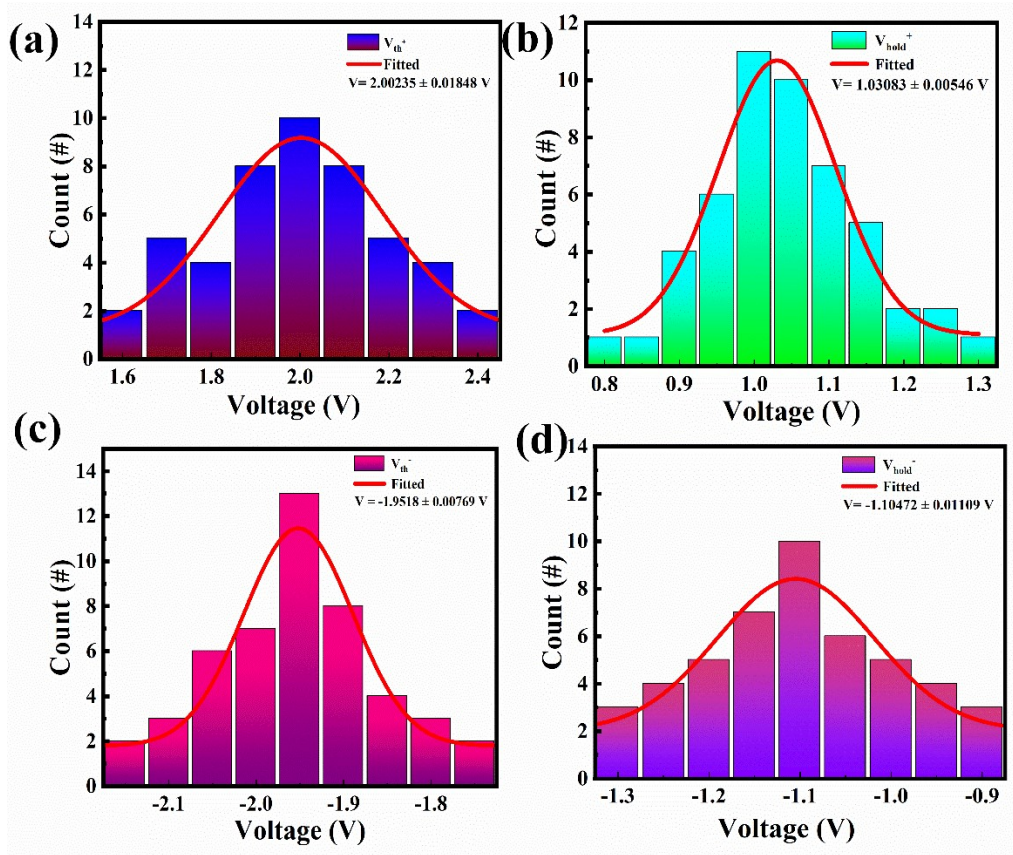 (a)
14
12
10
8
6
4
2
0
Count (#)
Vth+
Fitted
V= 2.00235 ± 0.01848 V
1.6 1.8 2.0 2.2 2.4
Voltage (V)
(b)
12
10
8
6
4
2
0
Count (#)
Vhold+
Fitted
V= 1.03083 ± 0.00546 V
0.8 0.9 1.0 1.1 1.2 1.3
Voltage (V)
(c)
14
12
10
8
6
4
2
0
Count (#)
Vth-
Fitted
V = -1.9518 ± 0.00769 V
-2.1 -2.0 -1.9 -1.8
Voltage (V)
(d)
14
12
10
8
6
4
2
0
Count (#)
Vhold-
Fitted
V= -1.10472 ± 0.01109 V
-1.3 -1.2 -1.1 -1.0 -0.9
Voltage (V)